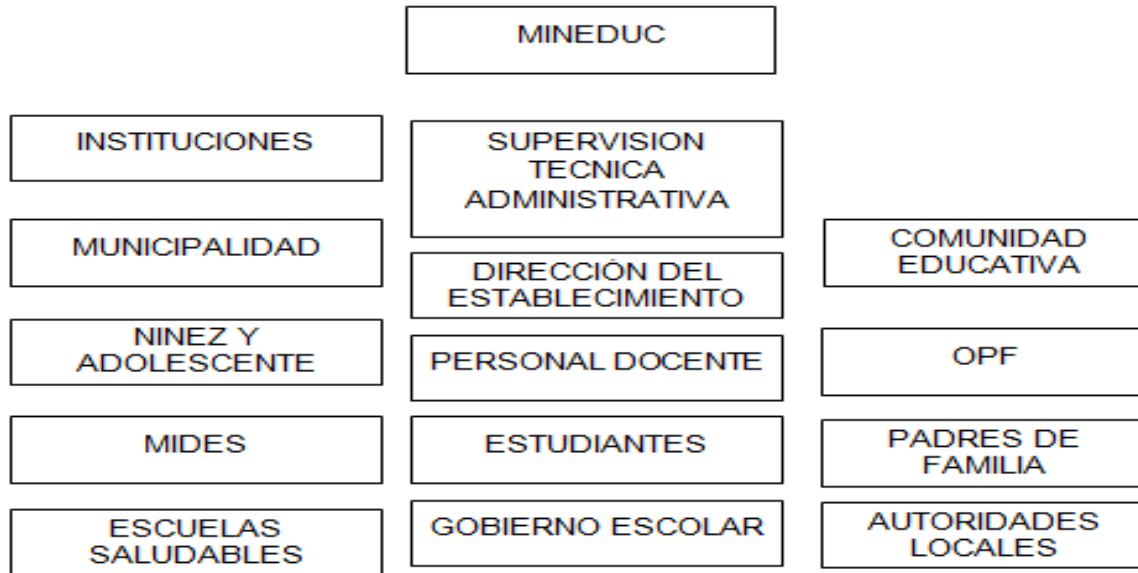 MINEDUC
INSTITUCIONES
SUPERVISION
TECNICA
ADMINISTRATIVA
MUNICIPALIDAD
COMUNIDAD
EDUCATIVA
DIRECCIÓN DEL
ESTABLECIMIENTO
NINEZ Y
ADOLESCENTE
PERSONAL DOCENTE
OPF
MIDES
ESTUDIANTES
PADRES DE
FAMILIA
ESCUELAS
SALUDABLES
GOBIERNO ESCOLAR
AUTORIDADES
LOCALES